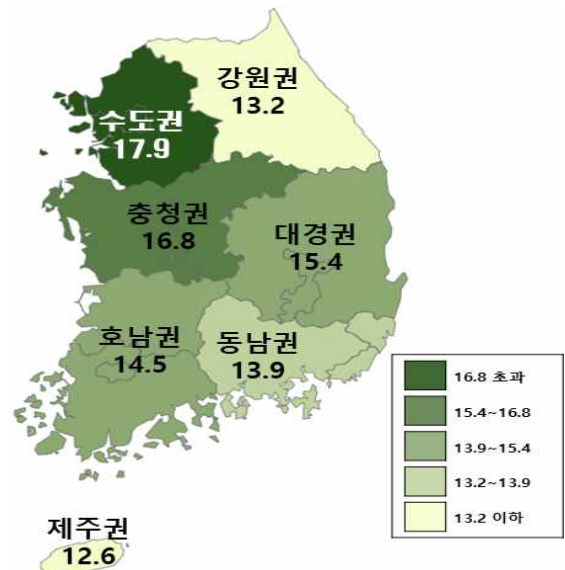 강원권
13.2
수도권
17.9
충청권
16.8
대경권
15.4
호남권
14.5
동남권
13.9
제주권
12.6
16.8 초과
15.4~16.8
13.9~15.4
13.2~13.9
13.2 이하